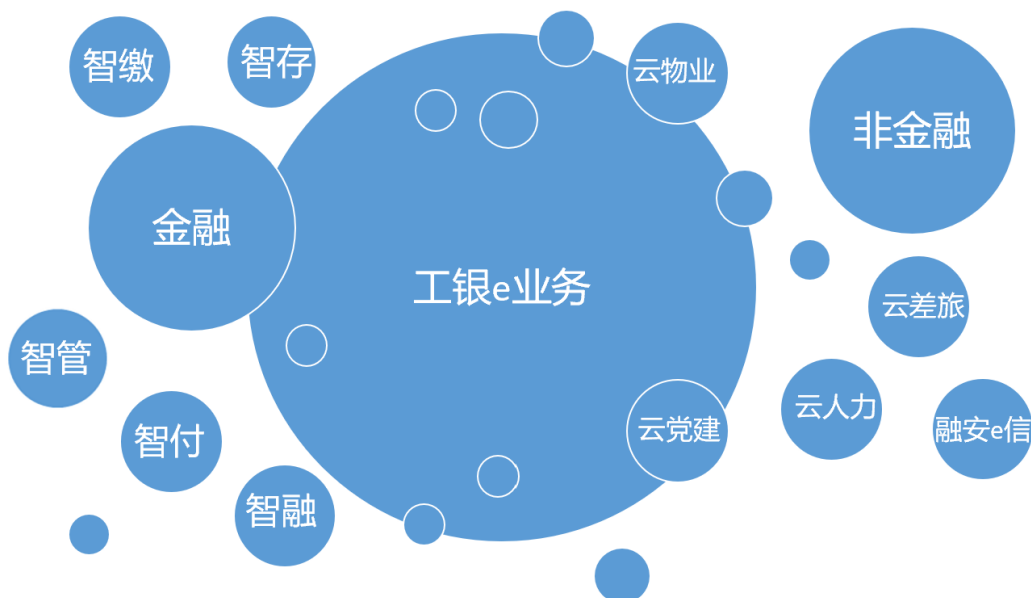 智缴
智存
云物业
非金融
金融
工银e业务
云差旅
智管
云人力
智付
云党建
融安e信
智融